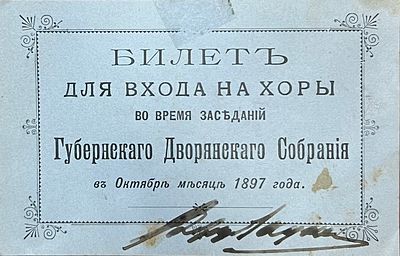 БИЛЕТЪ
ДЛЯ ВХОДА НА ХОРЫ
ВО ВРЕМЯ ЗАСѢДАНІЙ
Губернскаго Дворянскаго Собранія
въ Октябрѣ мѣсяцѣ 1897 года.